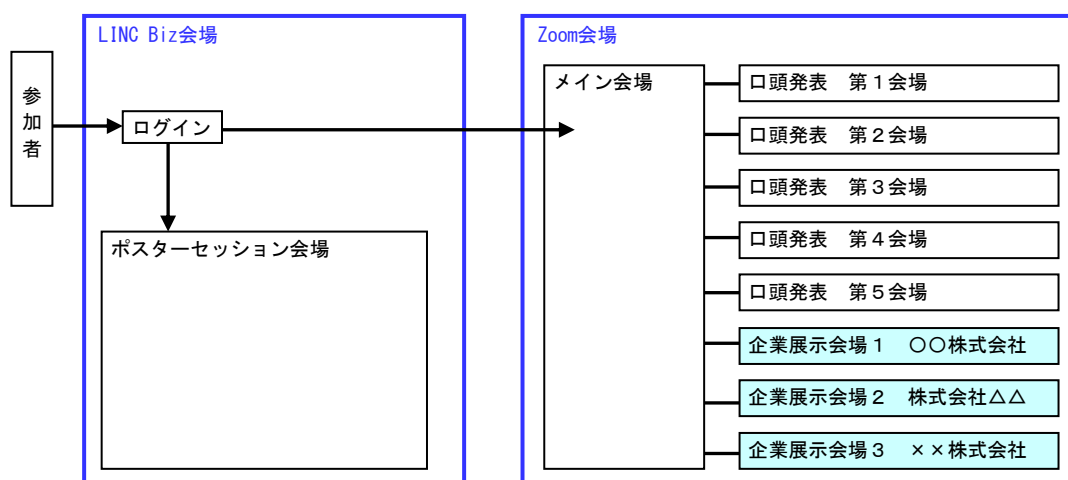 LINC Biz会場
参加者
ログイン
ポスターセッション会場
Zoom会場
メイン会場
口頭発表　第１会場
口頭発表　第２会場
口頭発表　第３会場
口頭発表　第４会場
口頭発表　第５会場
企業展示会場１　〇〇株式会社
企業展示会場２　株式会社△△
企業展示会場３　××株式会社